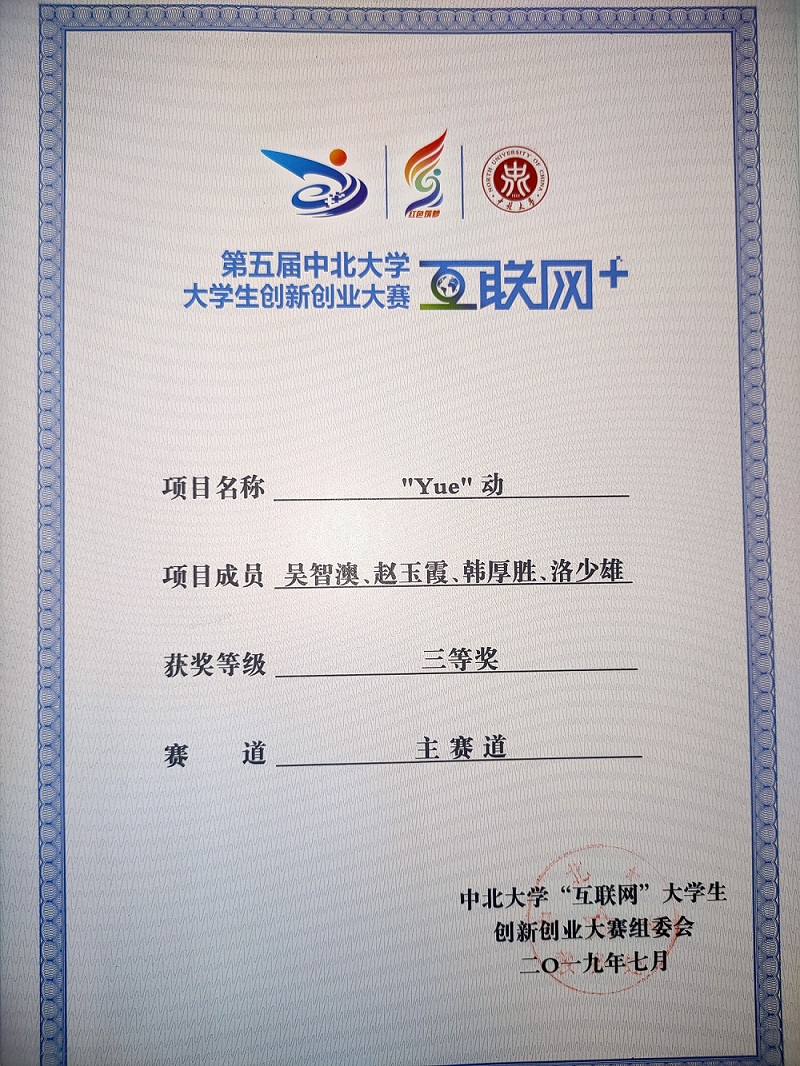 红色筑梦
NORTH UNIVERSITY OF CHINA
中北大学
第五届中北大学
大学生创新创业大赛
互联网+
项目名称 "Yue" 动
项目成员 吴智澳、赵玉霞、韩厚胜、洛少雄
获奖等级 三等奖
赛 道 主赛道
中北大学“互联网”大学生
创新创业大赛组委会
二〇一九年七月